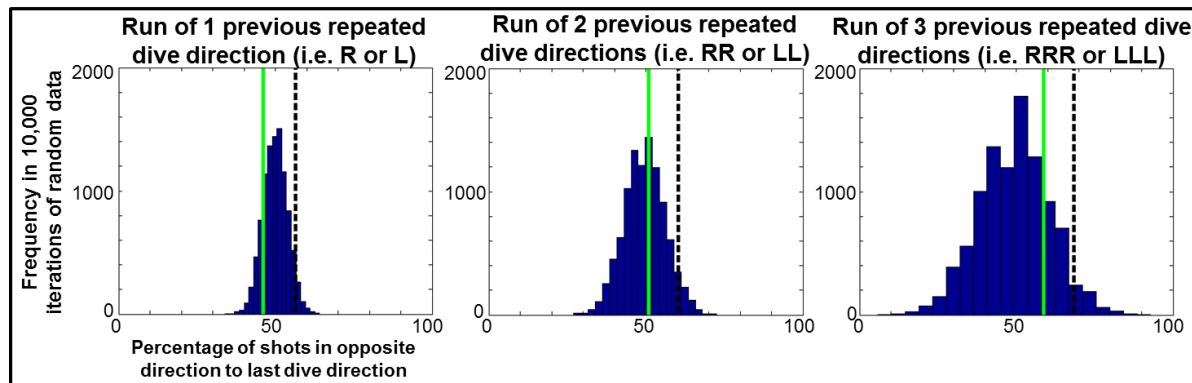 Run of 1 previous repeated
dive direction (i.e. R or L)
Run of 2 previous repeated
dive directions (i.e. RR or LL)
Run of 3 previous repeated dive
directions (i.e. RRR or LLL)
Frequency in 10,000
iterations of random data
2000
1000
0
0
50
100
2000
1000
0
0
50
100
2000
1000
0
0
50
100
Percentage of shots in opposite
direction to last dive direction